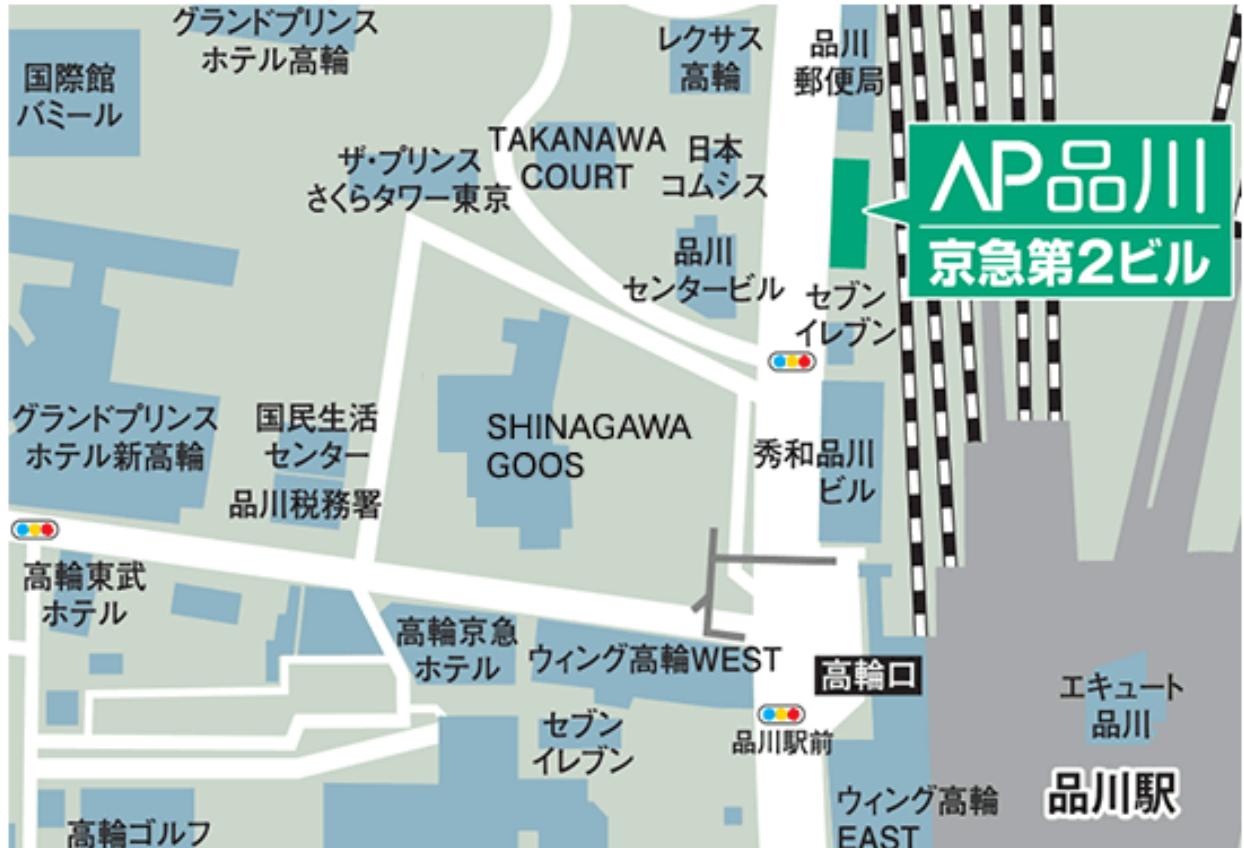 グランドプリンス
ホテル高輪
国際館
パミール
レクサス
高輪
品川
郵便局
AP品川
京急第2ビル
ザ・プリンス
さくらタワー東京
TAKANAWA
COURT
日本
コムシス
品川
センタービル
セブン
イレブン
グランドプリンス
ホテル新高輪
国民生活
センター
品川税務署
SHINAGAWA
GOOS
秀和品川
ビル
高輪東武
ホテル
高輪京急
ホテル
ウィング高輪WEST
高輪口
エキュート
品川
セブン
イレブン
品川駅前
品川駅
ウィング高輪
EAST
高輪ゴルフ